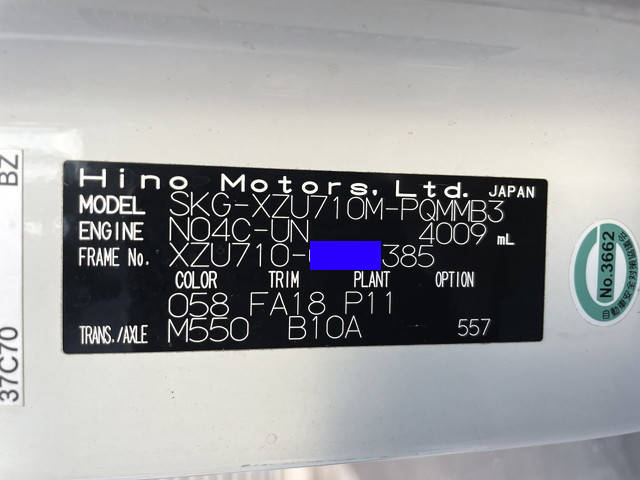 Hino Motors, Ltd. JAPAN
MODEL SKG-XZU710M-PQMMB3
ENGINE N04C-UN 4009 mL
FRAME No. XZU710- 385
COLOR TRIM PLANT OPTION
058 FA18 P11
TRANS./AXLE M550 B10A 557
BZ
37C70
No.3662